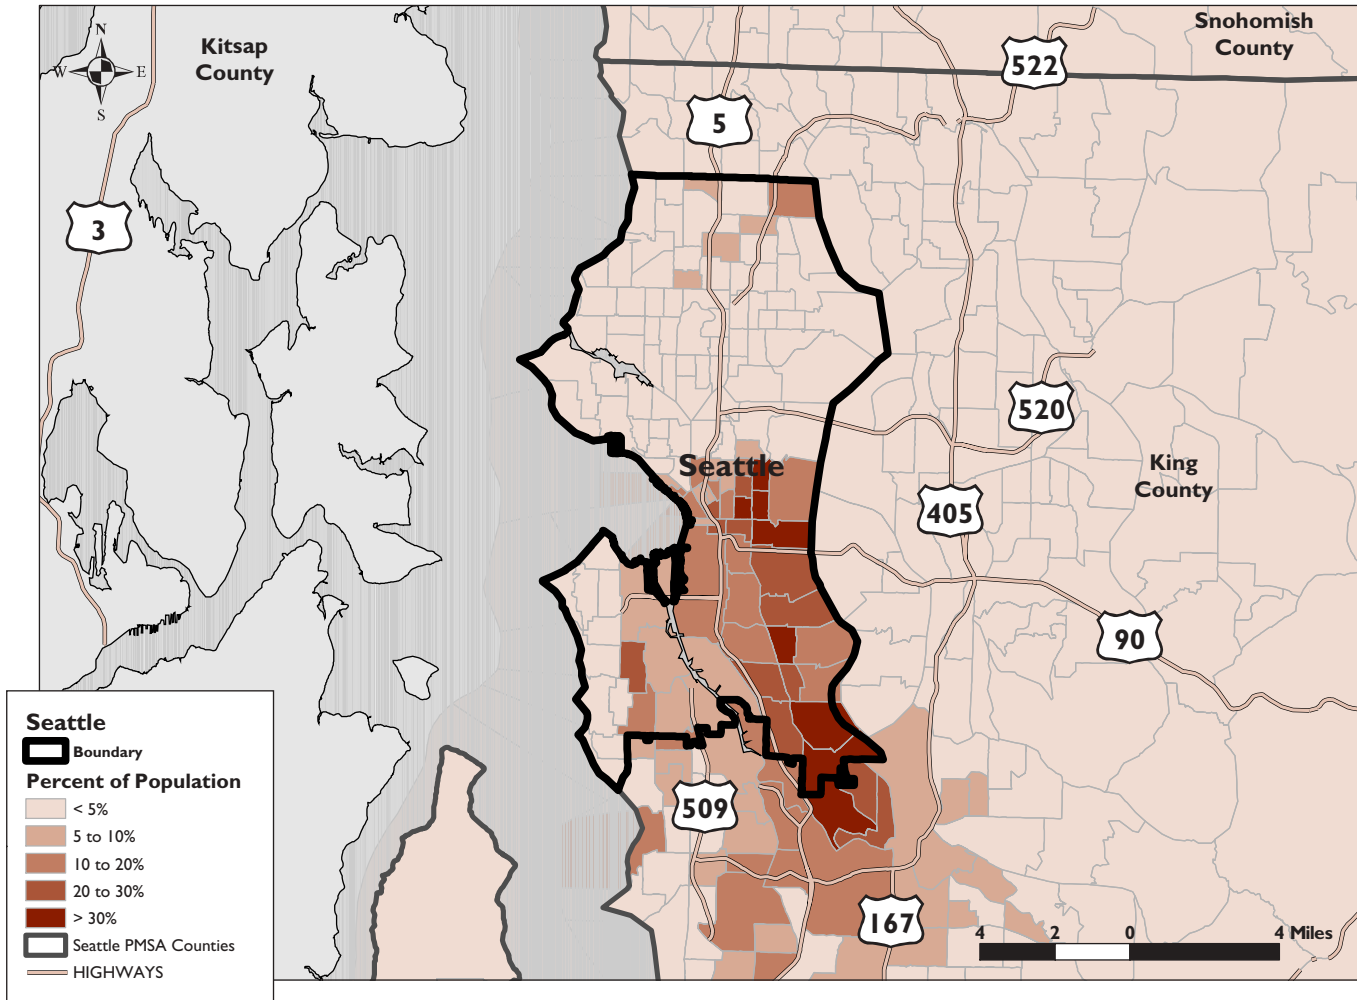 Kitsap
County
Snohomish
County
N
W
E
S
522
5
3
520
Seattle
King
County
405
90
509
167
Seattle
Boundary
Percent of Population
< 5%
5 to 10%
10 to 20%
20 to 30%
> 30%
Seattle PMSA Counties
HIGHWAYS
4 2 0 4 Miles